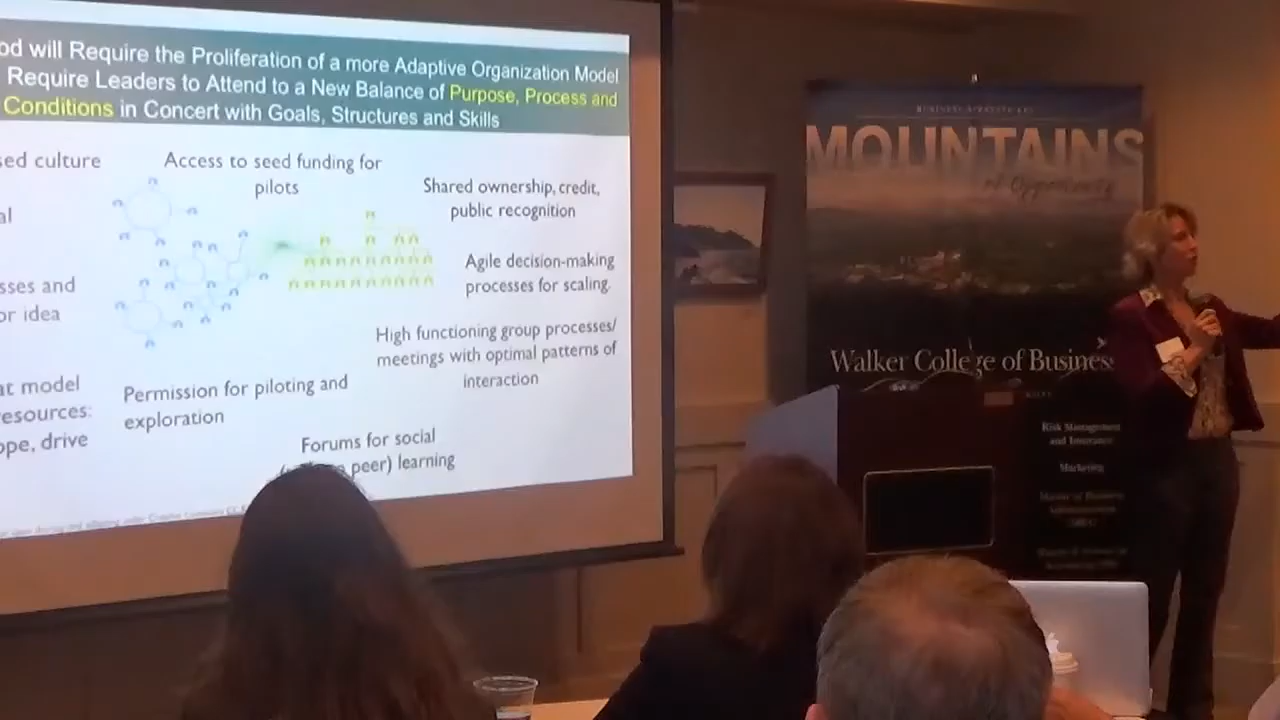 od will Require the Proliferation of a more Adaptive Organization Model
Require Leaders to Attend to a New Balance of Purpose, Process and
Conditions in Concert with Goals, Structures and Skills
sed culture
Access to seed funding for
pilots
Shared ownership, credit,
public recognition
al
Agile decision-making
processes for scaling.
sses and
or idea
High functioning group processes/
meetings with optimal patterns of
interaction
at model
esources:
ope, drive
Permission for piloting and
exploration
Forums for social
peer) learning
MOUNTAINS
of Opportunity
Walker College of Business
Risk Management
and Insurance
Marketing
Master of Business
Administration